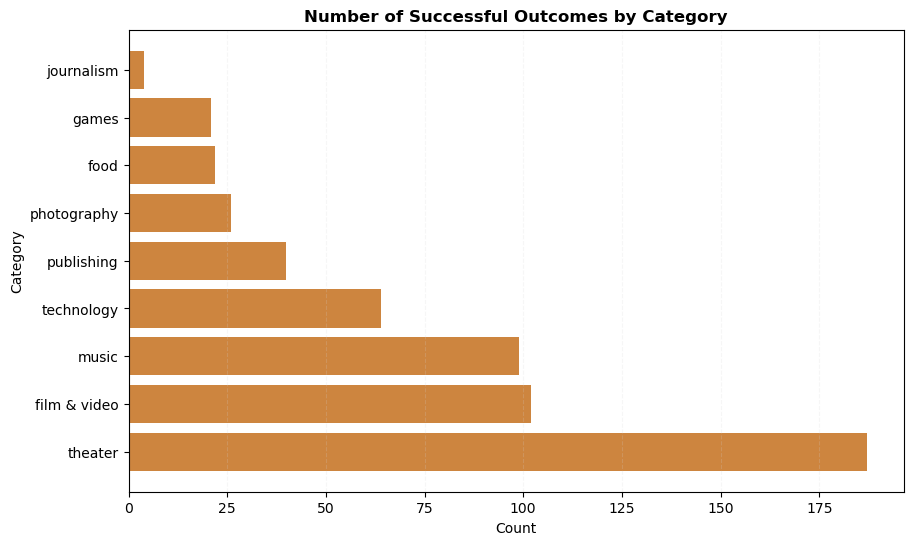 Number of Successful Outcomes by Category
Category
journalism
games
food
photography
publishing
technology
music
film & video
theater
0 25 50 75 100 125 150 175
Count